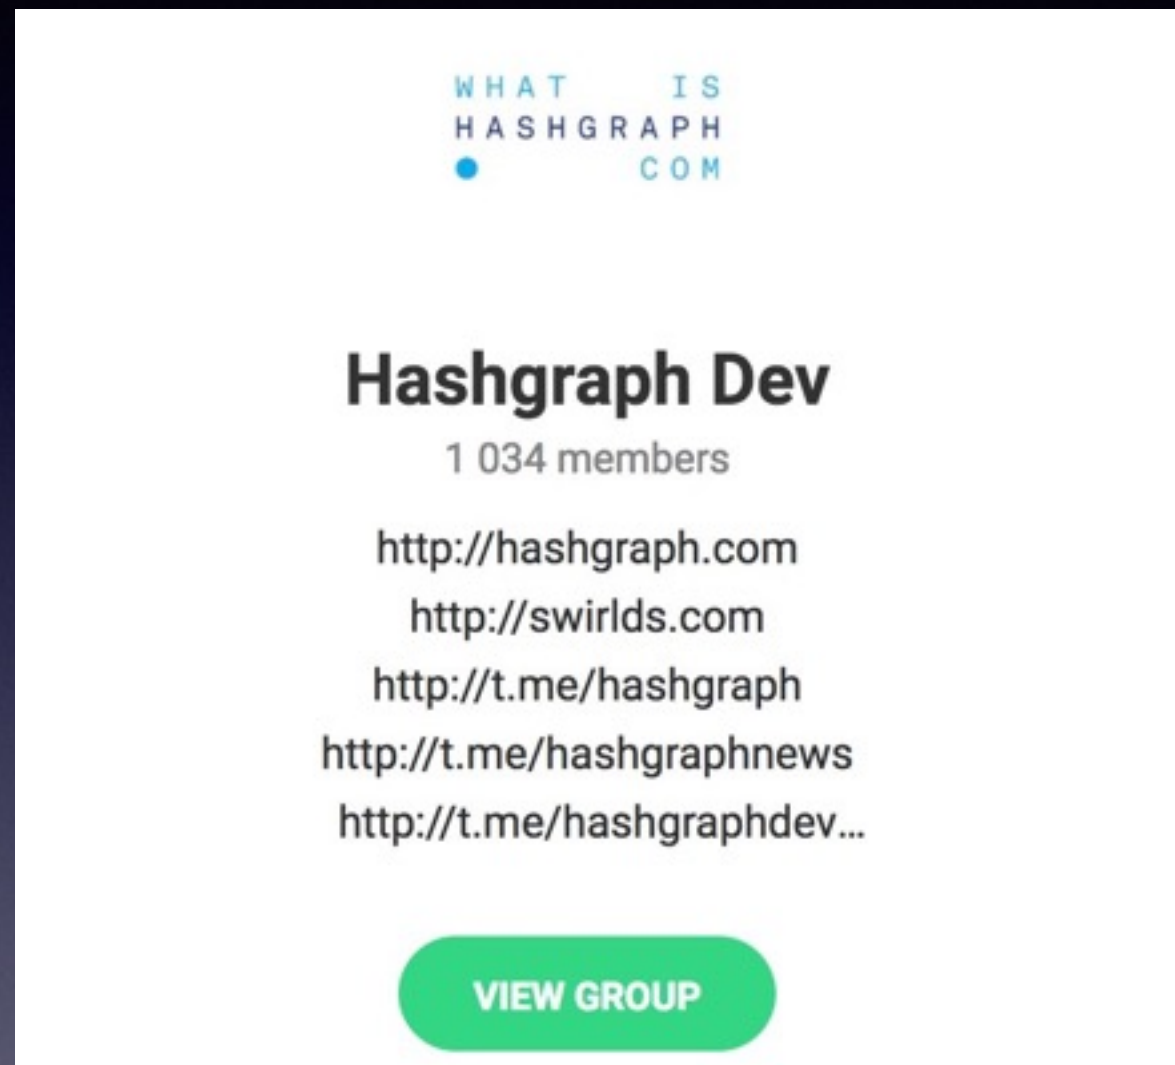 WHAT IS
HASHGRAPH
COM
Hashgraph Dev
1 034 members
http://hashgraph.com
http://swirlds.com
http://t.me/hashgraph
http://t.me/hashgraphnews
http://t.me/hashgraphdev…
VIEW GROUP